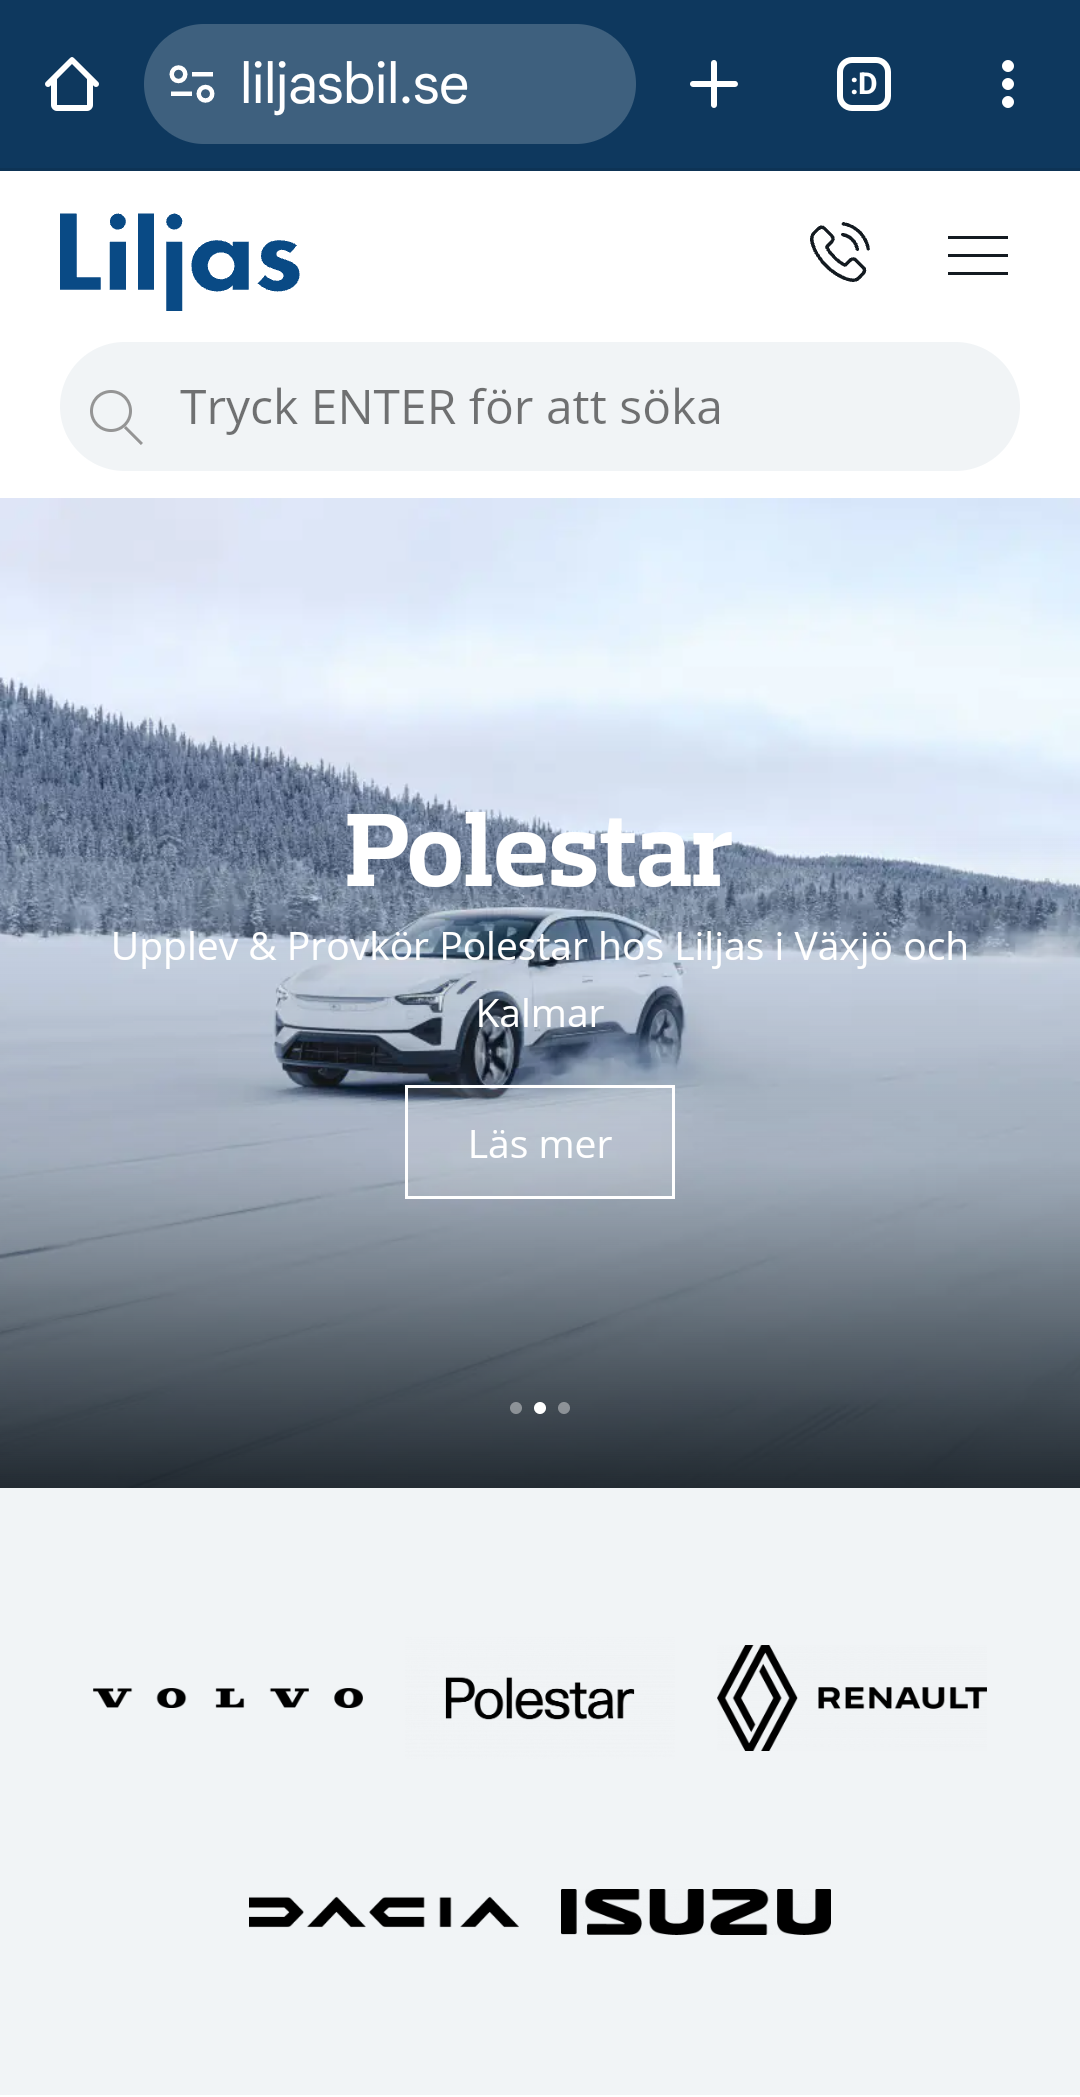 liljasbil.se
:D
Liljas
Tryck ENTER för att söka
Polestar
Upplev & Provkör Polestar hos Liljas i Växjö och
Kalmar
Läs mer
VOLVO
Polestar
RENAULT
DACIA
ISUZU